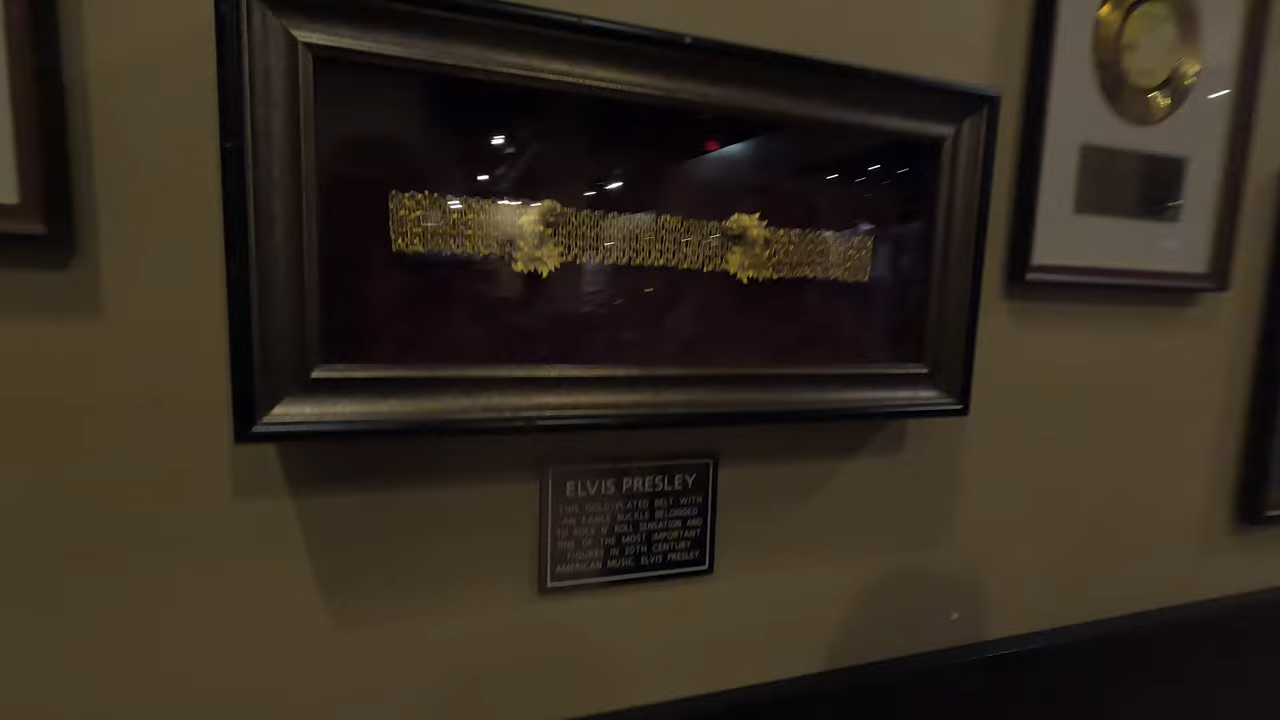 ELVIS PRESLEY
THIS GOLD-PLATED BELT WITH
AN EAGLE BUCKLE BELONGED
TO ROCK N' ROLL SENSATION AND
ONE OF THE MOST IMPORTANT
FIGURES IN 20TH CENTURY
AMERICAN MUSIC, ELVIS PRESLEY